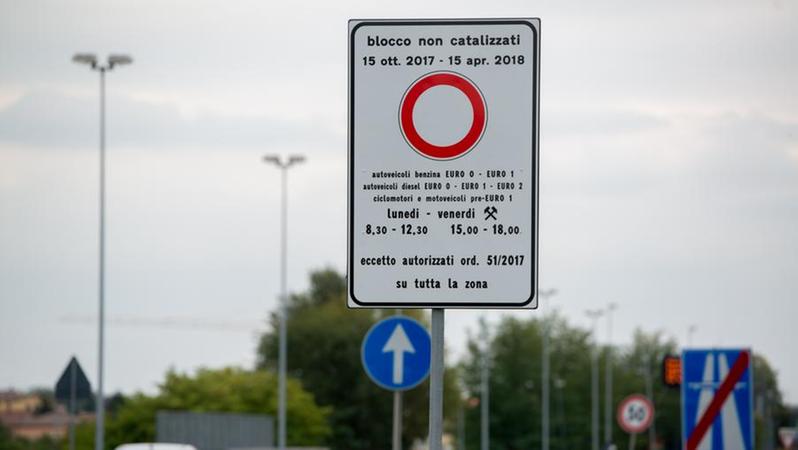 blocco non catalizzati
15 ott. 2017 - 15 apr. 2018
autoveicoli benzina EURO 0 - EURO 1
autoveicoli diesel EURO 0 - EURO 1 - EURO 2
ciclomotori e motoveicoli pre-EURO 1
lunedi - venerdi
8,30 - 12,30 15,00 - 18,00
eccetto autorizzati ord. 51/2017
su tutta la zona
50